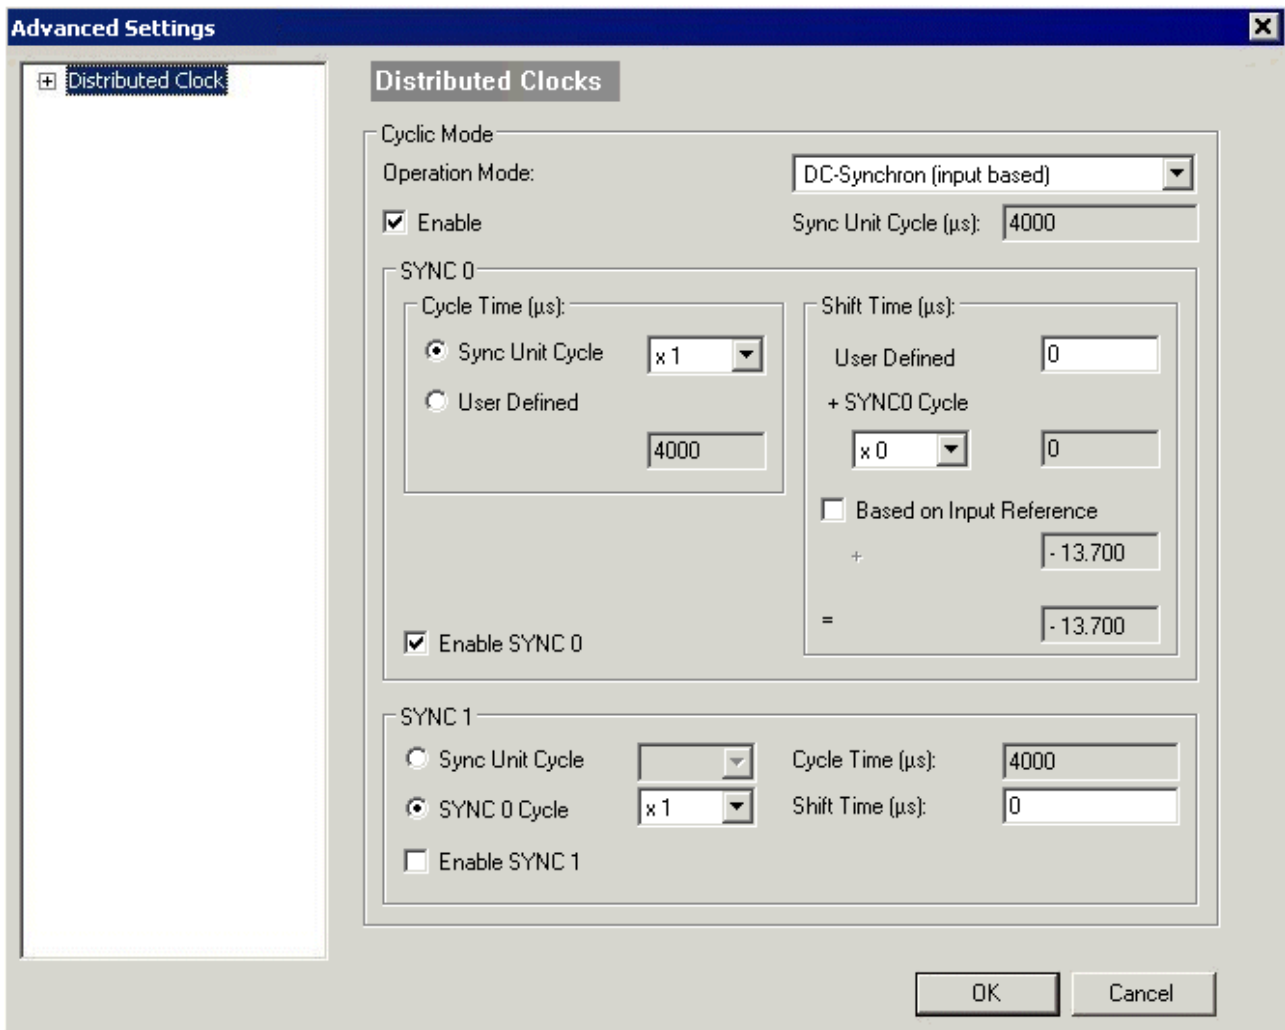 Advanced Settings
Distributed Clock
Distributed Clocks
Cyclic Mode
Operation Mode:
DC-Synchron (input based)
Enable
Sync Unit Cycle (µs):
4000
SYNC 0
Cycle Time (µs):
Sync Unit Cycle
x 1
User Defined
4000
Shift Time (µs):
User Defined
0
+ SYNC0 Cycle
x 0
0
Based on Input Reference
+
- 13.700
=
- 13.700
Enable SYNC 0
SYNC 1
Sync Unit Cycle
Cycle Time (µs):
4000
SYNC 0 Cycle
x 1
Shift Time (µs):
0
Enable SYNC 1
OK
Cancel